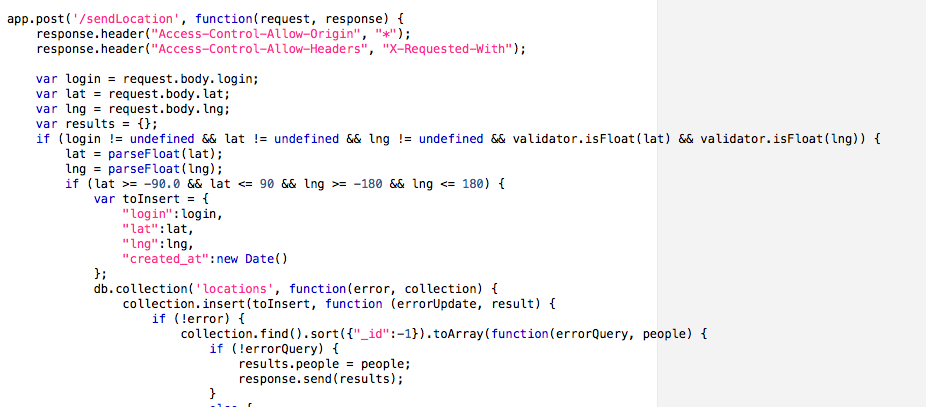 app.post('/sendLocation', function(request, response) {
    response.header("Access-Control-Allow-Origin", "*");
    response.header("Access-Control-Allow-Headers", "X-Requested-With");

    var login = request.body.login;
    var lat = request.body.lat;
    var lng = request.body.lng;
    var results = {};
    if (login != undefined && lat != undefined && lng != undefined && validator.isFloat(lat) && validator.isFloat(lng)) {
        lat = parseFloat(lat);
        lng = parseFloat(lng);
        if (lat >= -90.0 && lat <= 90 && lng >= -180 && lng <= 180) {
            var toInsert = {
                "login":login,
                "lat":lat,
                "lng":lng,
                "created_at":new Date()
            };
            db.collection('locations', function(error, collection) {
                collection.insert(toInsert, function (errorUpdate, result) {
                    if (!error) {
                        collection.find().sort({"_id":-1}).toArray(function(errorQuery, people) {
                            if (!errorQuery) {
                                results.people = people;
                                response.send(results);
                            }
                            else {